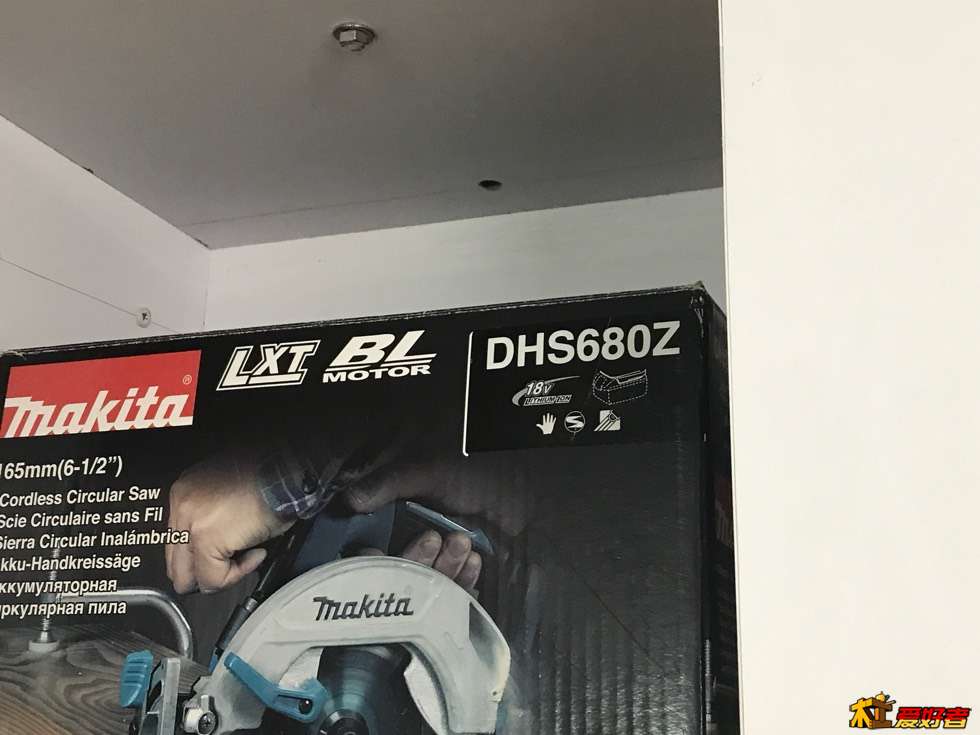 LXT BL MOTOR
DHS680Z
18V
LITHIUM-ION
makita®
165mm(6-1/2")
Cordless Circular Saw
Scie Circulaire sans Fil
Sierra Circular Inalámbrica
kku-Handkreissäge
ккумуляторная
иркулярная пила
makita
爱好者